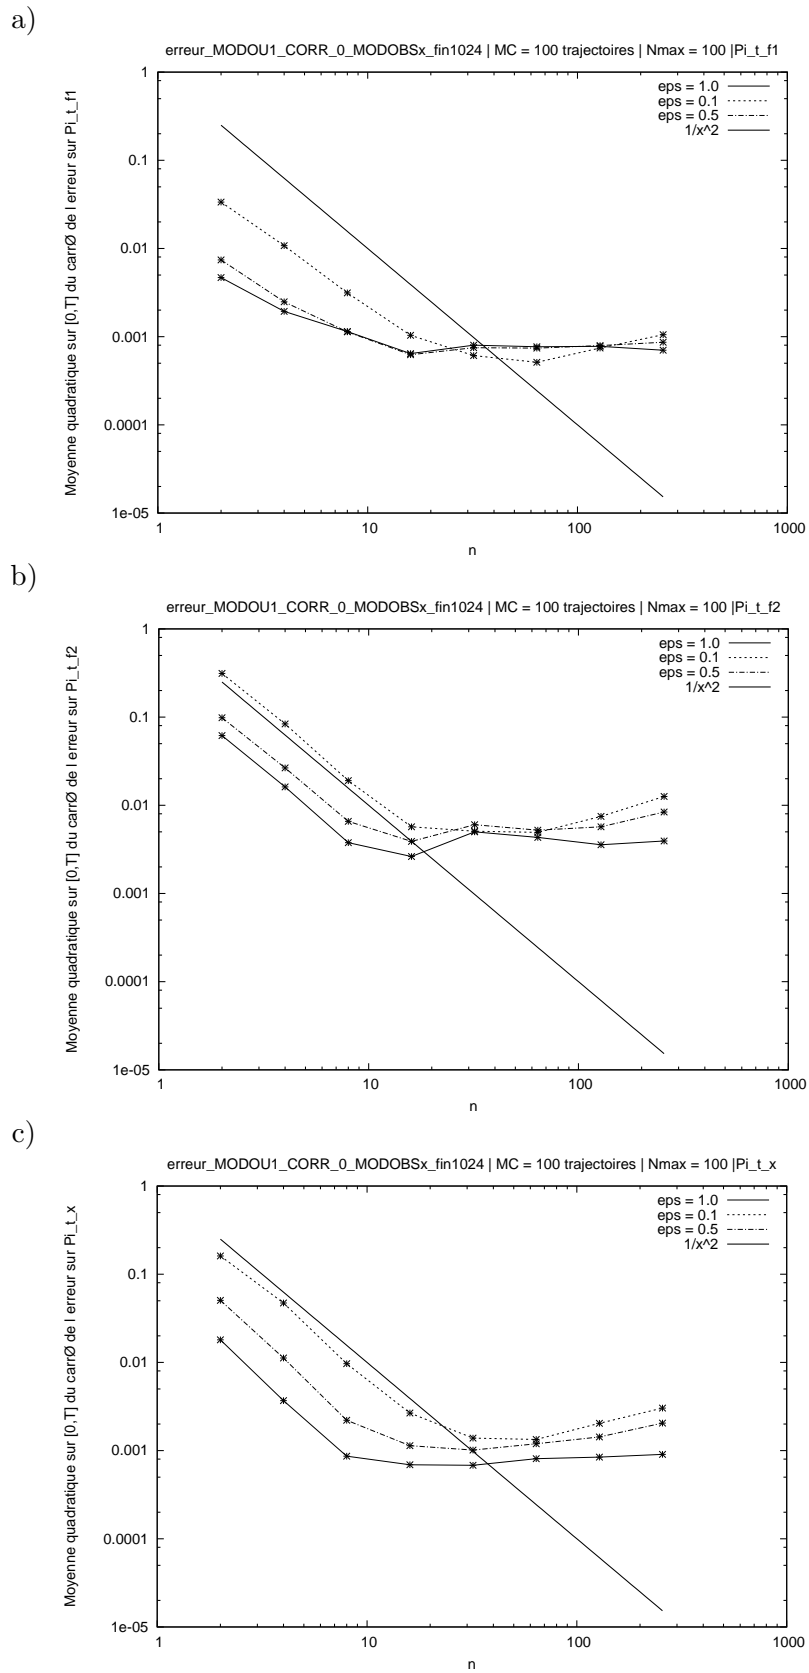 a)
erreur_MODOU1_CORR_0_MODOBSx_fin1024 | MC = 100 trajectoires | Nmax = 100 |Pi_t_f1
Moyenne quadratique sur [0,T] du carrØ de l erreur sur Pi_t_f1
eps = 1.0
eps = 0.1
eps = 0.5
1/x^2
1
0.1
0.01
0.001
0.0001
1e-05
1 10 100 1000
n
b)
erreur_MODOU1_CORR_0_MODOBSx_fin1024 | MC = 100 trajectoires | Nmax = 100 |Pi_t_f2
Moyenne quadratique sur [0,T] du carrØ de l erreur sur Pi_t_f2
eps = 1.0
eps = 0.1
eps = 0.5
1/x^2
1
0.1
0.01
0.001
0.0001
1e-05
1 10 100 1000
n
c)
erreur_MODOU1_CORR_0_MODOBSx_fin1024 | MC = 100 trajectoires | Nmax = 100 |Pi_t_x
Moyenne quadratique sur [0,T] du carrØ de l erreur sur Pi_t_x
eps = 1.0
eps = 0.1
eps = 0.5
1/x^2
1
0.1
0.01
0.001
0.0001
1e-05
1 10 100 1000
n